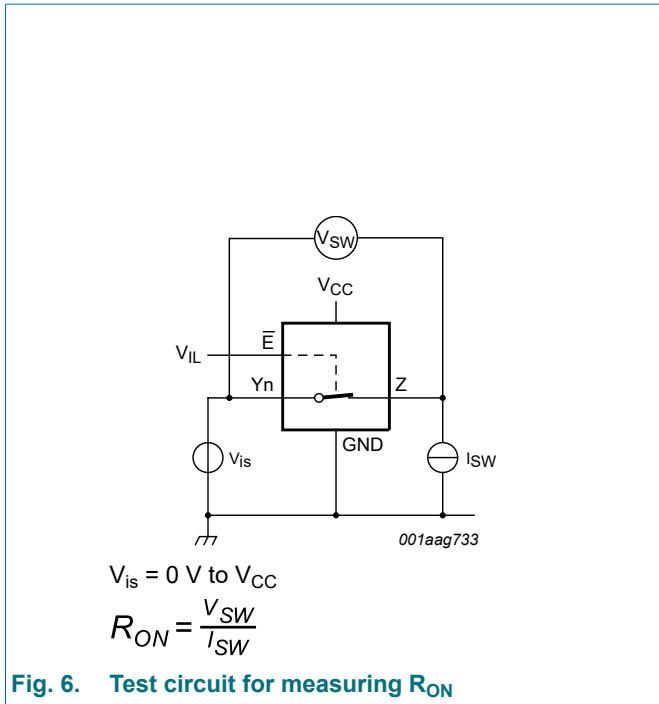 VSW
VCC
E̅
VIL
Yn
Z
GND
Vis
ISW
001aag733
Vis = 0 V to VCC
RON = VSW / ISW
Fig. 6. Test circuit for measuring RON